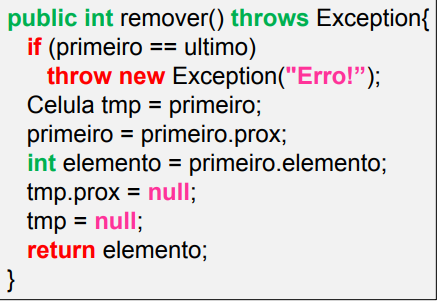 public int remover() throws Exception{
if (primeiro == ultimo)
throw new Exception("Erro!”);
Celula tmp = primeiro;
primeiro = primeiro.prox;
int elemento = primeiro.elemento;
tmp.prox = null;
tmp = null;
return elemento;
}